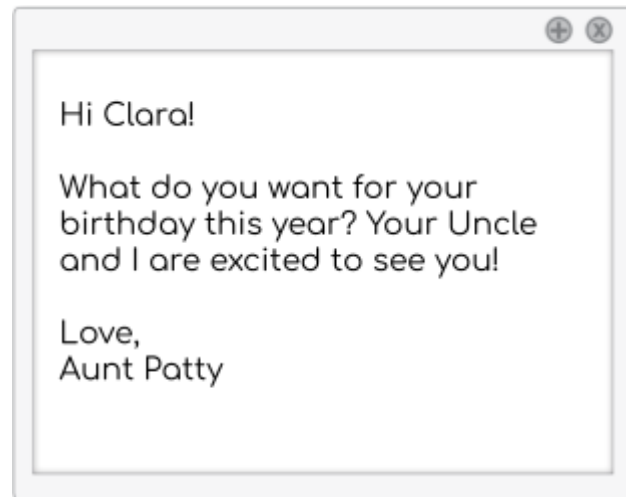 Hi Clara!
What do you want for your
birthday this year? Your Uncle
and I are excited to see you!
Love,
Aunt Patty